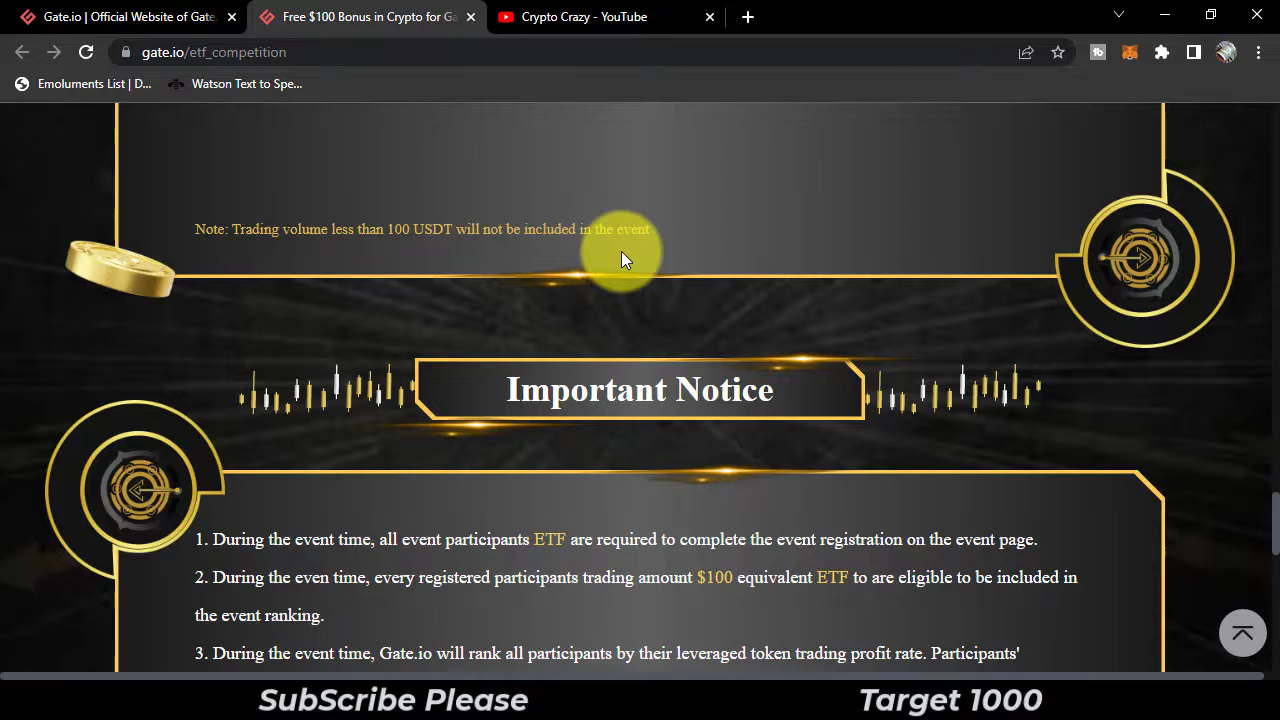 Gate.io | Official Website of Gate.
Free $100 Bonus in Crypto for Ga
Crypto Crazy - YouTube
gate.io/etf_competition
Emoluments List | D...
Watson Text to Spe...
Note: Trading volume less than 100 USDT will not be included in the event
Important Notice
1. During the event time, all event participants ETF are required to complete the event registration on the event page.
2. During the even time, every registered participants trading amount $100 equivalent ETF to are eligible to be included in
the event ranking.
3. During the event time, Gate.io will rank all participants by their leveraged token trading profit rate. Participants'
SubScribe Please
Target 1000